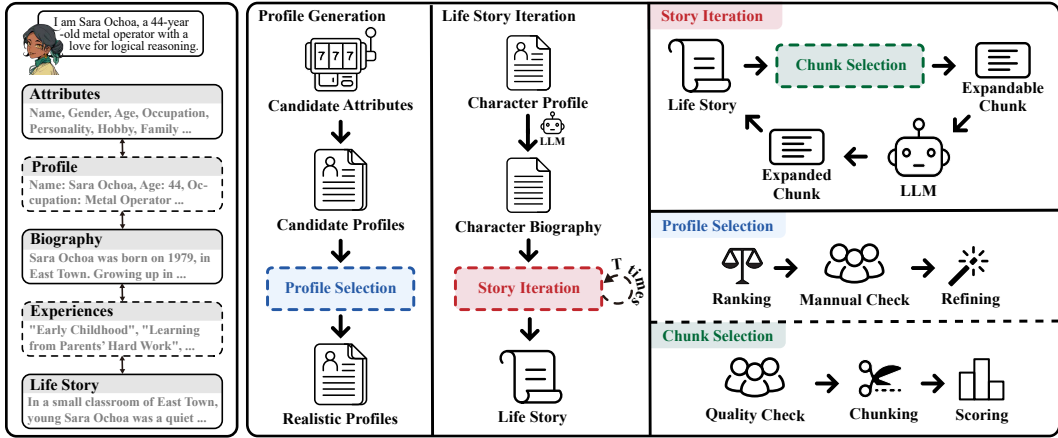 I am Sara Ochoa, a 44-year
-old metal operator with a
love for logical reasoning.
Attributes
Name, Gender, Age, Occupation,
Personality, Hobby, Family ...
Profile
Name: Sara Ochoa, Age: 44, Oc-
cupation: Metal Operator ...
Biography
Sara Ochoa was born on 1979, in
East Town. Growing up in ...
Experiences
"Early Childhood", "Learning
from Parents' Hard Work", ...
Life Story
In a small classroom of East Town,
young Sara Ochoa was a quiet ...
Profile Generation
777
Candidate Attributes
Candidate Profiles
Profile Selection
Realistic Profiles
Life Story Iteration
Character Profile
LLM
Character Biography
Story Iteration
T times
Life Story
Story Iteration
Life Story
Chunk Selection
Expandable
Chunk
Expanded
Chunk
LLM
Profile Selection
Ranking
Mannual Check
Refining
Chunk Selection
Quality Check
Chunking
Scoring